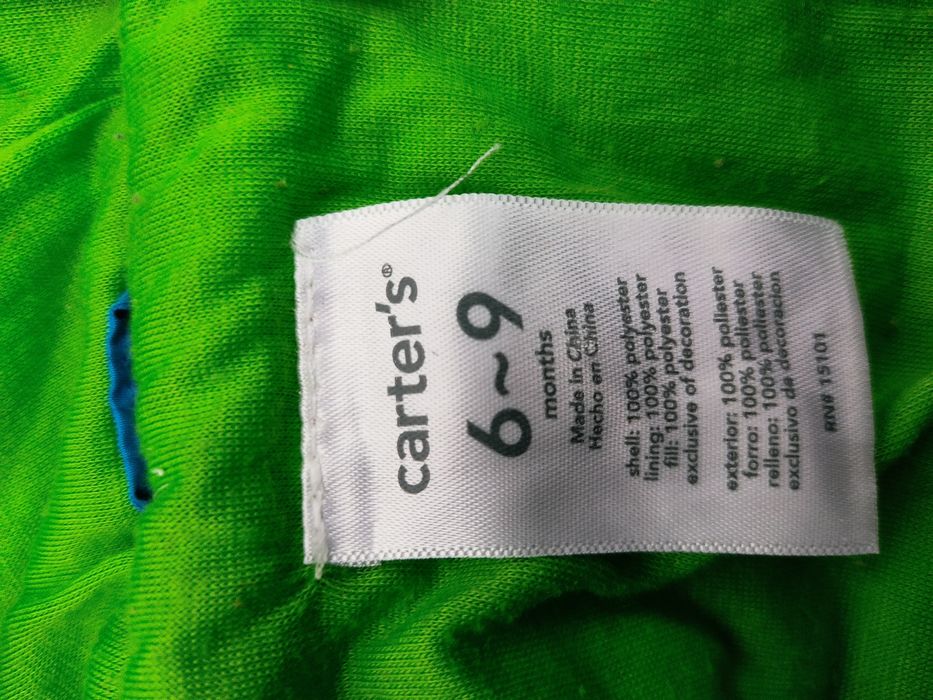 carter's®
6~9
months
Made in China
Hecho en China
shell: 100% polyester
lining: 100% polyester
fill: 100% polyester
exclusive of decoration
exterior: 100% poliester
forro: 100% poliester
relleno: 100% poliester
exclusivo de decoracion
RN# 15101